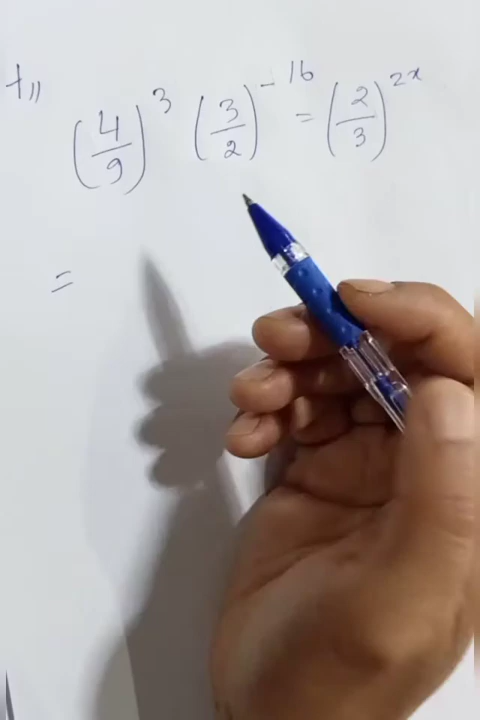 (4/9)^3 (3/2)^-16 = (2/3)^2x
=